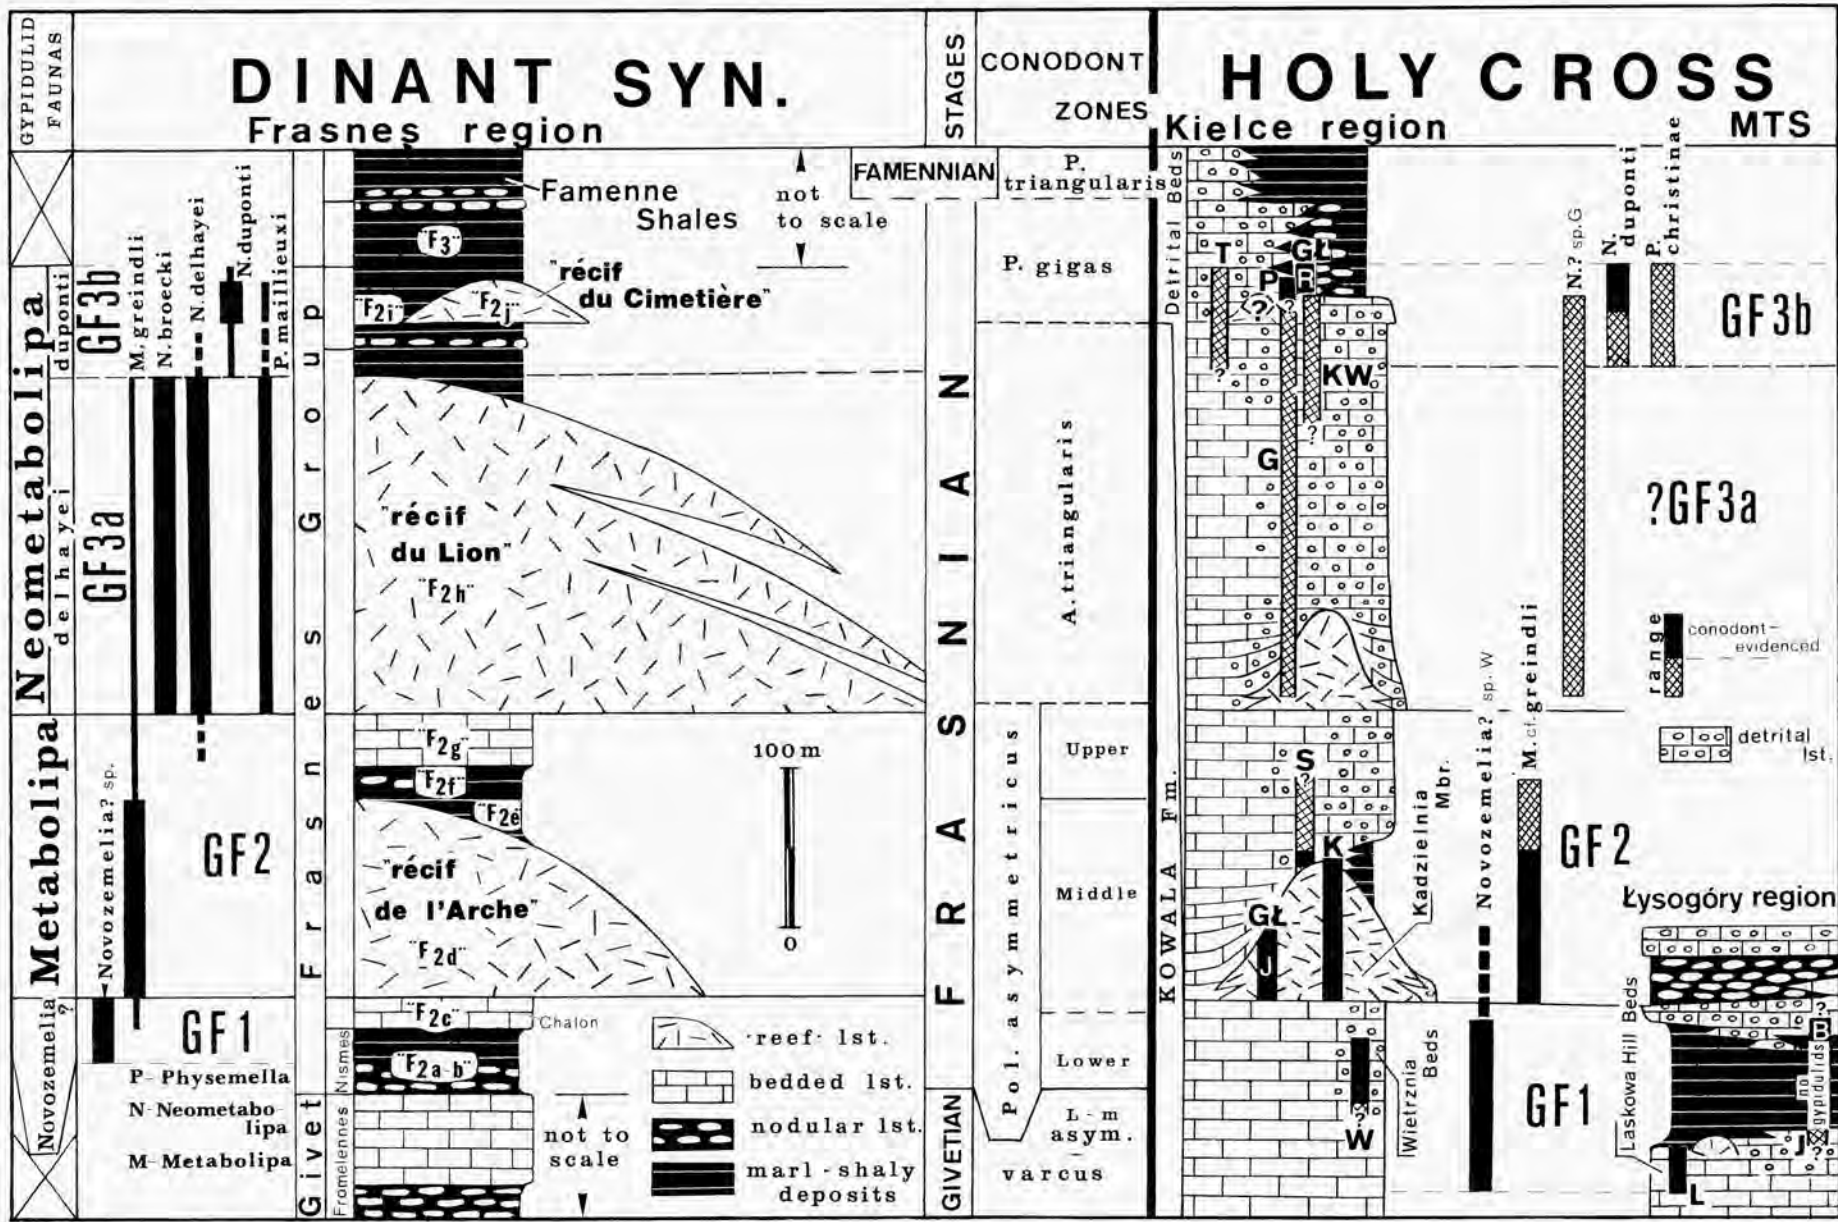 GYPIDULID
FAUNAS
DINANT SYN.
Frasnes region
STAGES
CONODONT
ZONES
HOLY CROSS
MTS
Kielce region
Neometabolipa
duponti
delhayei
Metabolipa
Novozemelia
?
GF3b
GF3a
GF2
GF1
M. greindli
N. broecki
N. delhayei
N. duponti
P. maillieuxi
Novozemelia? sp.
P-Physemella
N-Neometabo-
lipa
M-Metabolipa
Frasnes Group
Givet
Nismes
Fromelennes
Famenne
Shales
not
to scale
"F3"
"récif
du Cimetière"
"F2i"
"F2j"
"récif
du Lion"
"F2h"
"F2g"
"F2f"
"F2e"
"récif
de l'Arche"
"F2d"
"F2c"
Chalon
"F2a-b"
100 m
0
reef- lst.
bedded lst.
nodular lst.
marl-shaly
deposits
not to
scale
FAMENNIAN
FRASNIAN
GIVETIAN
P.
triangularis
P. gigas
A. triangularis
Pol. asymmetricus
Upper
Middle
Lower
L-m
asym.
varcus
Detrital Beds
KOWALA Fm.
T
?
P
?
GŁ
R
?
?
KW
G
S
?
K
GŁ
J
Kadzielnia
Mbr.
W
?
Wietrznia
Beds
N.? sp.G
N.
duponti
P.
christinae
GF3b
?GF3a
GF2
GF1
Novozemelia? sp. W
M. cf. greindli
range
conodont-
evidenced
detrital
lst.
Łysogóry region
Laskowa Hill Beds
?
B
no
gypidulids
J
?
L